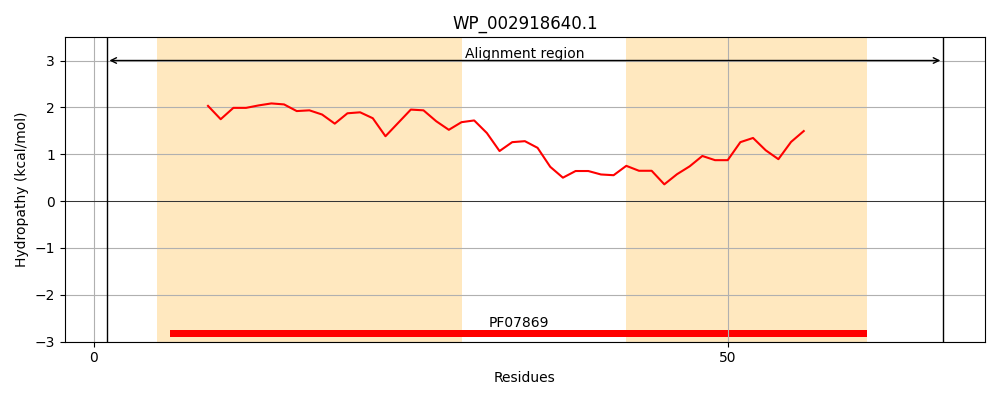 WP_002918640.1
Alignment region
3
2
1
0
−1
−2
−3
Hydropathy (kcal/mol)
PF07869
0
50
Residues